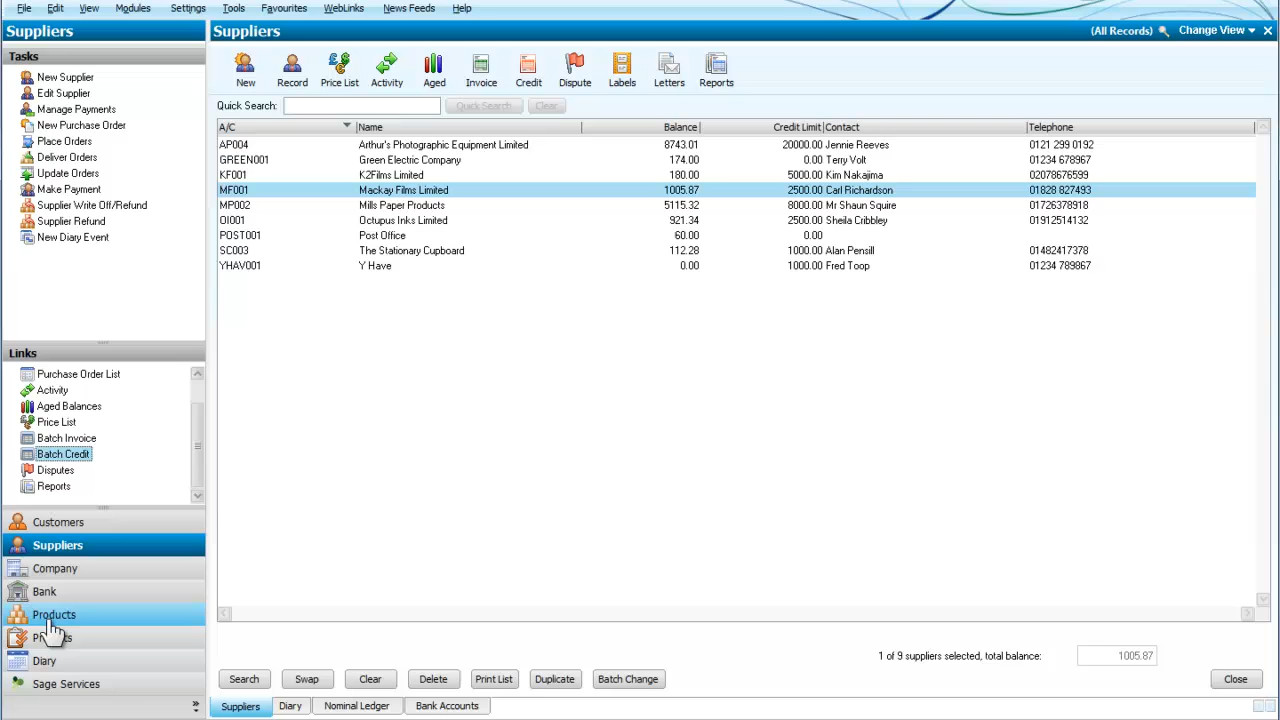 File Edit View Modules Settings Tools Favourites WebLinks News Feeds Help
Suppliers
Tasks
New Supplier
Edit Supplier
Manage Payments
New Purchase Order
Place Orders
Deliver Orders
Update Orders
Make Payment
Supplier Write Off/Refund
Supplier Refund
New Diary Event
Links
Purchase Order List
Activity
Aged Balances
Price List
Batch Invoice
Batch Credit
Disputes
Reports
Customers
Suppliers
Company
Bank
Products
Diary
Sage Services
Suppliers (All Records) Change View
New Record Price List Activity Aged Invoice Credit Dispute Labels Letters Reports
Quick Search: Quick Search Clear
A/C Name Balance Credit Limit Contact Telephone
AP004 Arthur's Photographic Equipment Limited 8743.01 20000.00 Jennie Reeves 0121 299 0192
GREEN001 Green Electric Company 174.00 0.00 Terry Volt 01234 678967
KF001 K2Films Limited 180.00 5000.00 Kim Nakajima 02078676599
MF001 Mackay Films Limited 1005.87 2500.00 Carl Richardson 01828 827493
MP002 Mills Paper Products 5115.32 8000.00 Mr Shaun Squire 01726378918
OI001 Octupus Inks Limited 921.34 2500.00 Sheila Cribbley 01912514132
POST001 Post Office 60.00 0.00
SC003 The Stationary Cupboard 112.28 1000.00 Alan Pensill 01482417378
YHAV001 Y Have 0.00 1000.00 Fred Toop 01234 789867
1 of 9 suppliers selected, total balance: 1005.87
Search Swap Clear Delete Print List Duplicate Batch Change Close
Suppliers Diary Nominal Ledger Bank Accounts